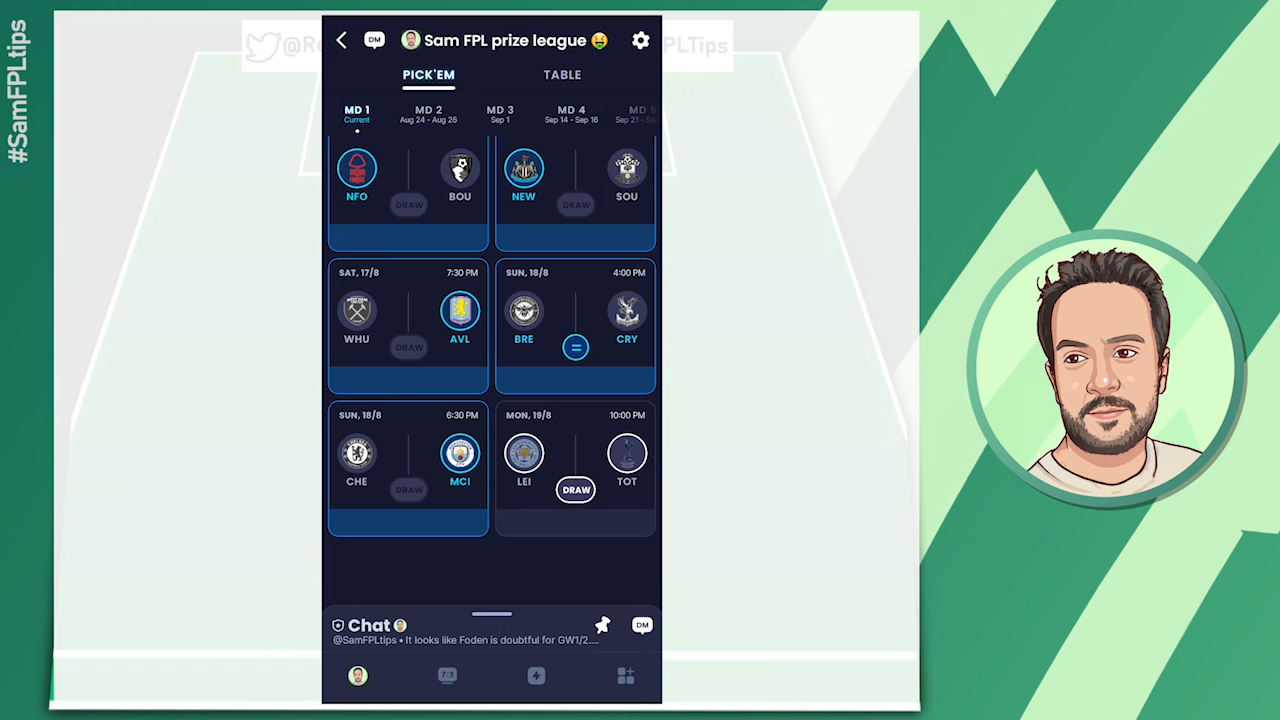 #SamFPLtips
DM
Sam FPL prize league
PLTips
PICK'EM
TABLE
MD 1
Current
MD 2
Aug 24 - Aug 26
MD 3
Sep 1
MD 4
Sep 14 - Sep 16
NFO
DRAW
BOU
NEW
DRAW
SOU
SAT, 17/8
7:30 PM
WHU
DRAW
AVL
SUN, 18/8
4:00 PM
BRE
=
CRY
SUN, 18/8
6:30 PM
CHE
DRAW
MCI
MON, 19/8
10:00 PM
LEI
DRAW
TOT
Chat
DM
@SamFPLtips • It looks like Foden is doubtful for GW1/2....
7:3